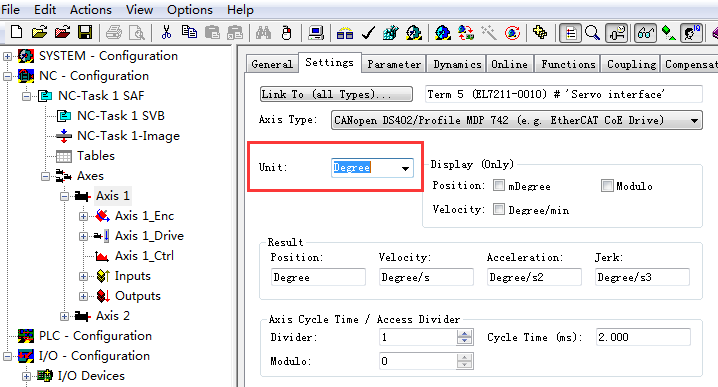 File Edit Actions View Options Help
SYSTEM - Configuration
NC - Configuration
NC-Task 1 SAF
NC-Task 1 SVB
NC-Task 1-Image
Tables
Axes
Axis 1
Axis 1_Enc
Axis 1_Drive
Axis 1_Ctrl
Inputs
Outputs
Axis 2
PLC - Configuration
I/O - Configuration
I/O Devices
General Settings Parameter Dynamics Online Functions Coupling Compensat
Link To (all Types)... Term 5 (EL7211-0010) # 'Servo interface'
Axis Type: CANopen DS402/Profile MDP 742 (e.g. EtherCAT CoE Drive)
Unit: Degree
Display (Only)
Position: mDegree Modulo
Velocity: Degree/min
Result
Position: Velocity: Acceleration: Jerk:
Degree Degree/s Degree/s2 Degree/s3
Axis Cycle Time / Access Divider
Divider: 1 Cycle Time (ms): 2.000
Modulo: 0